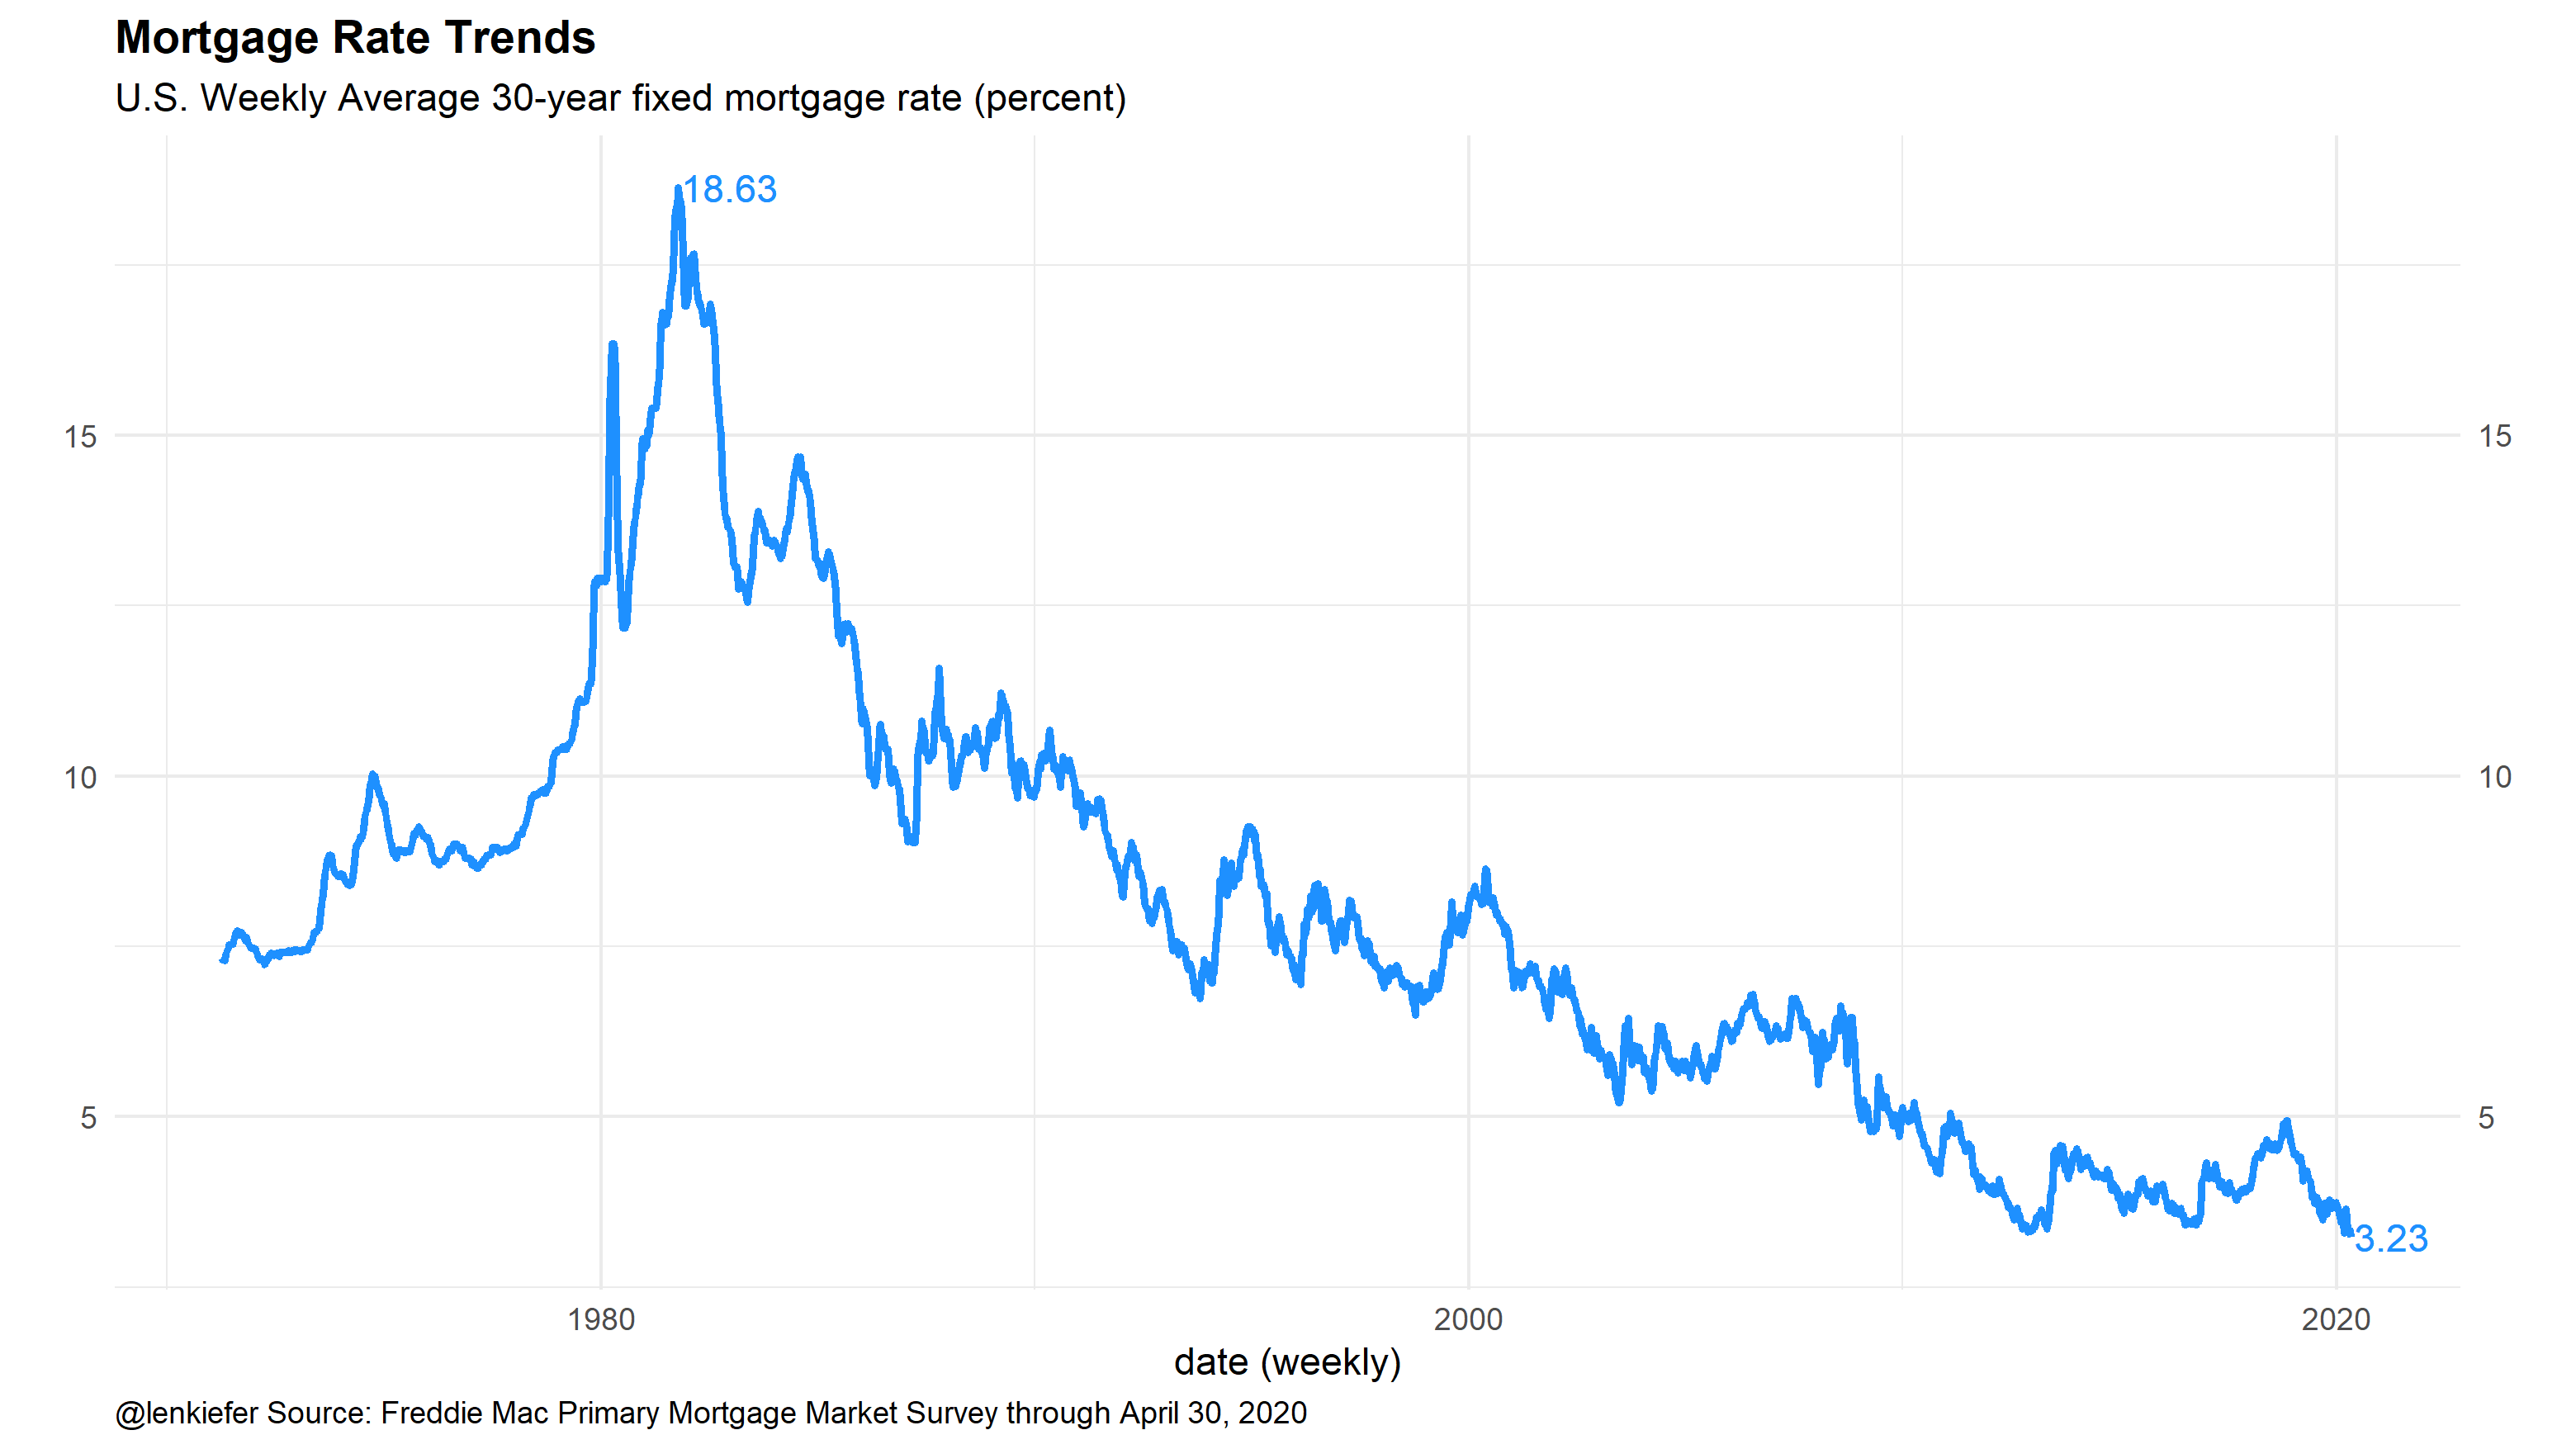 Mortgage Rate Trends
U.S. Weekly Average 30-year fixed mortgage rate (percent)
18.63
15
15
10
10
5
5
3.23
1980
2000
2020
date (weekly)
@lenkiefer Source: Freddie Mac Primary Mortgage Market Survey through April 30, 2020